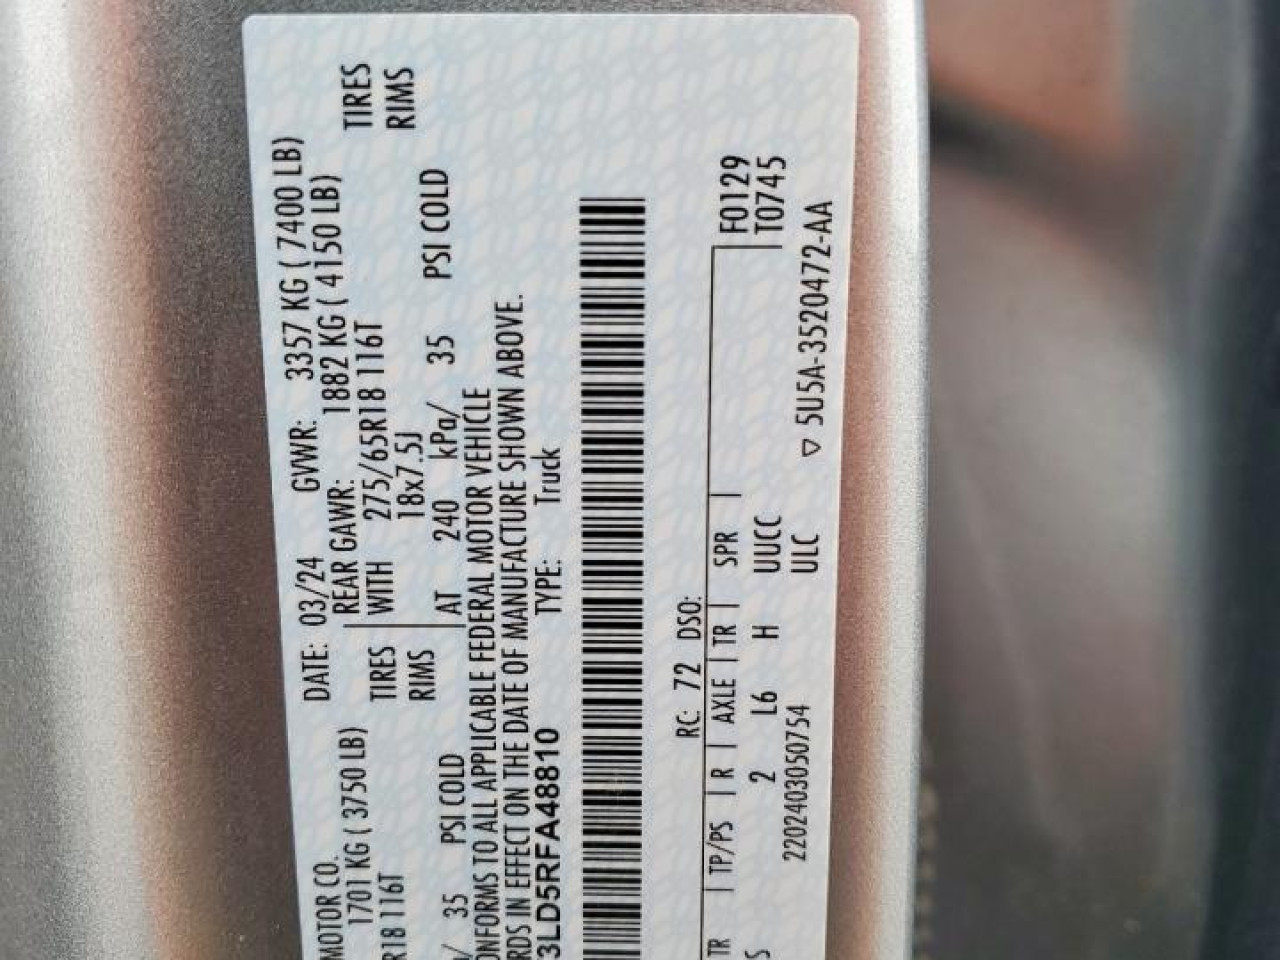 MOTOR CO. DATE: 03/24 GVWR: 3357 KG ( 7400 LB)
1701 KG ( 3750 LB) REAR GAWR: 1882 KG ( 4150 LB)
R18 116T TIRES WITH 275/65R18 116T TIRES
RIMS 18x7.5J RIMS
/ 35 PSI COLD AT 240 kPa/ 35 PSI COLD
ONFORMS TO ALL APPLICABLE FEDERAL MOTOR VEHICLE
RDS IN EFFECT ON THE DATE OF MANUFACTURE SHOWN ABOVE.
3LD5RFA48810 TYPE: Truck
RC: 72 DSO:
TR | TP/PS | R | AXLE | TR | SPR | F0129
S 2 L6 H UUCC T0745
2202403050754 ULC
▽ 5U5A-3520472-AA